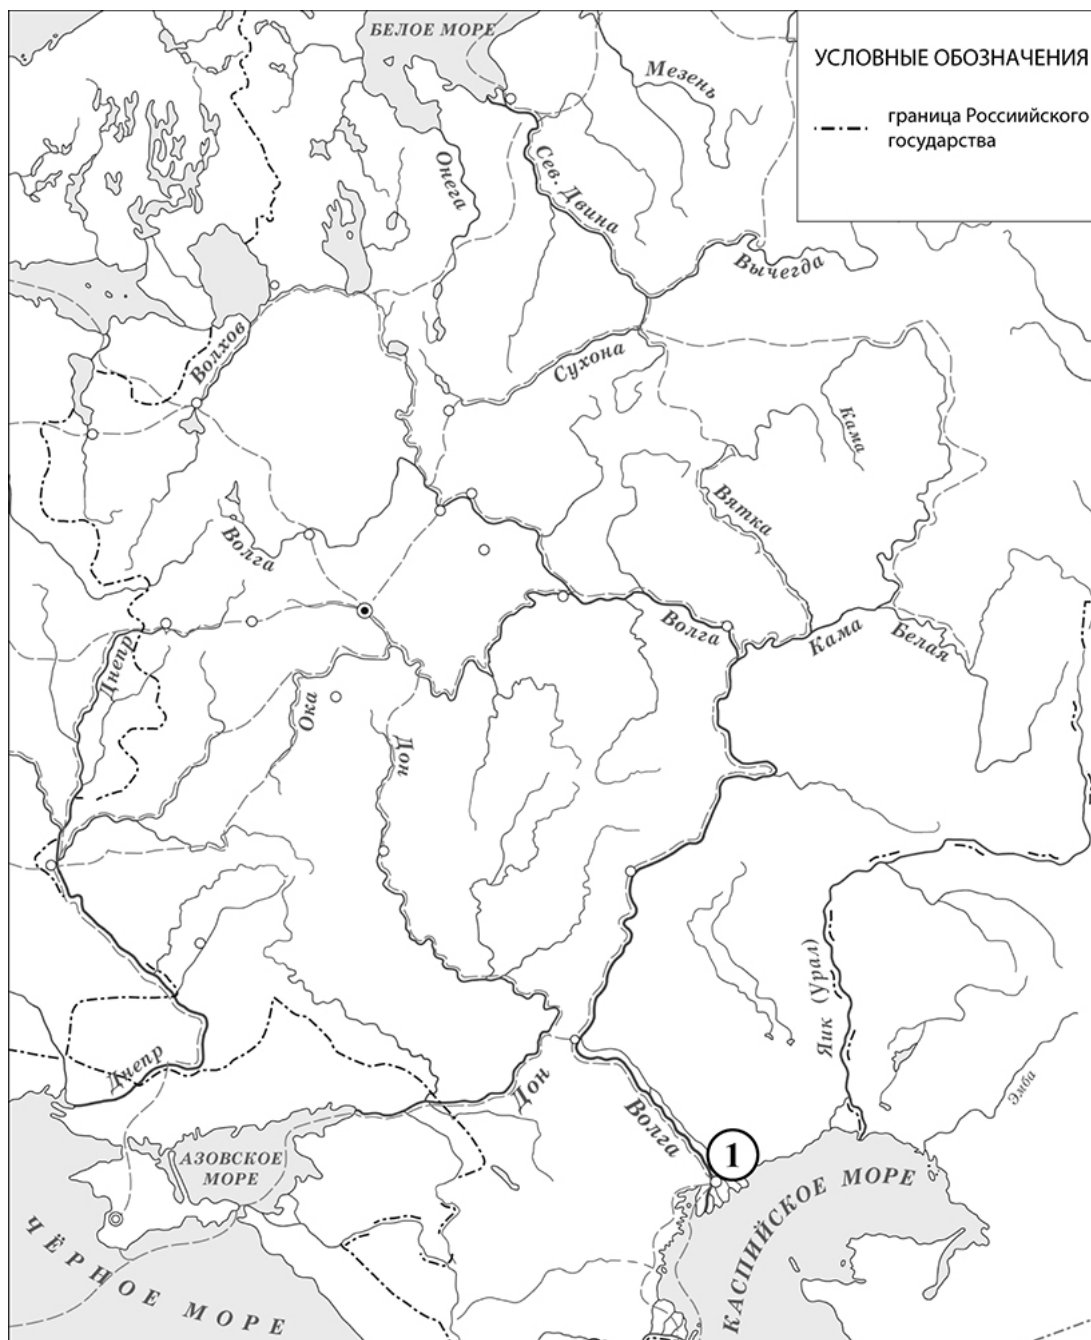 БЕЛОЕ МОРЕ
УСЛОВНЫЕ ОБОЗНАЧЕНИЯ
граница Россиийского
государства
Мезень
Онега
Сев. Двина
Вычегда
Волхов
Сухона
Кама
Вятка
Волга
Волга
Кама
Белая
Днепр
Ока
Дон
Яик (Урал)
Днепр
Дон
Эмба
Волга
1
АЗОВСКОЕ
МОРЕ
КАСПИЙСКОЕ МОРЕ
ЧЁРНОЕ МОРЕ